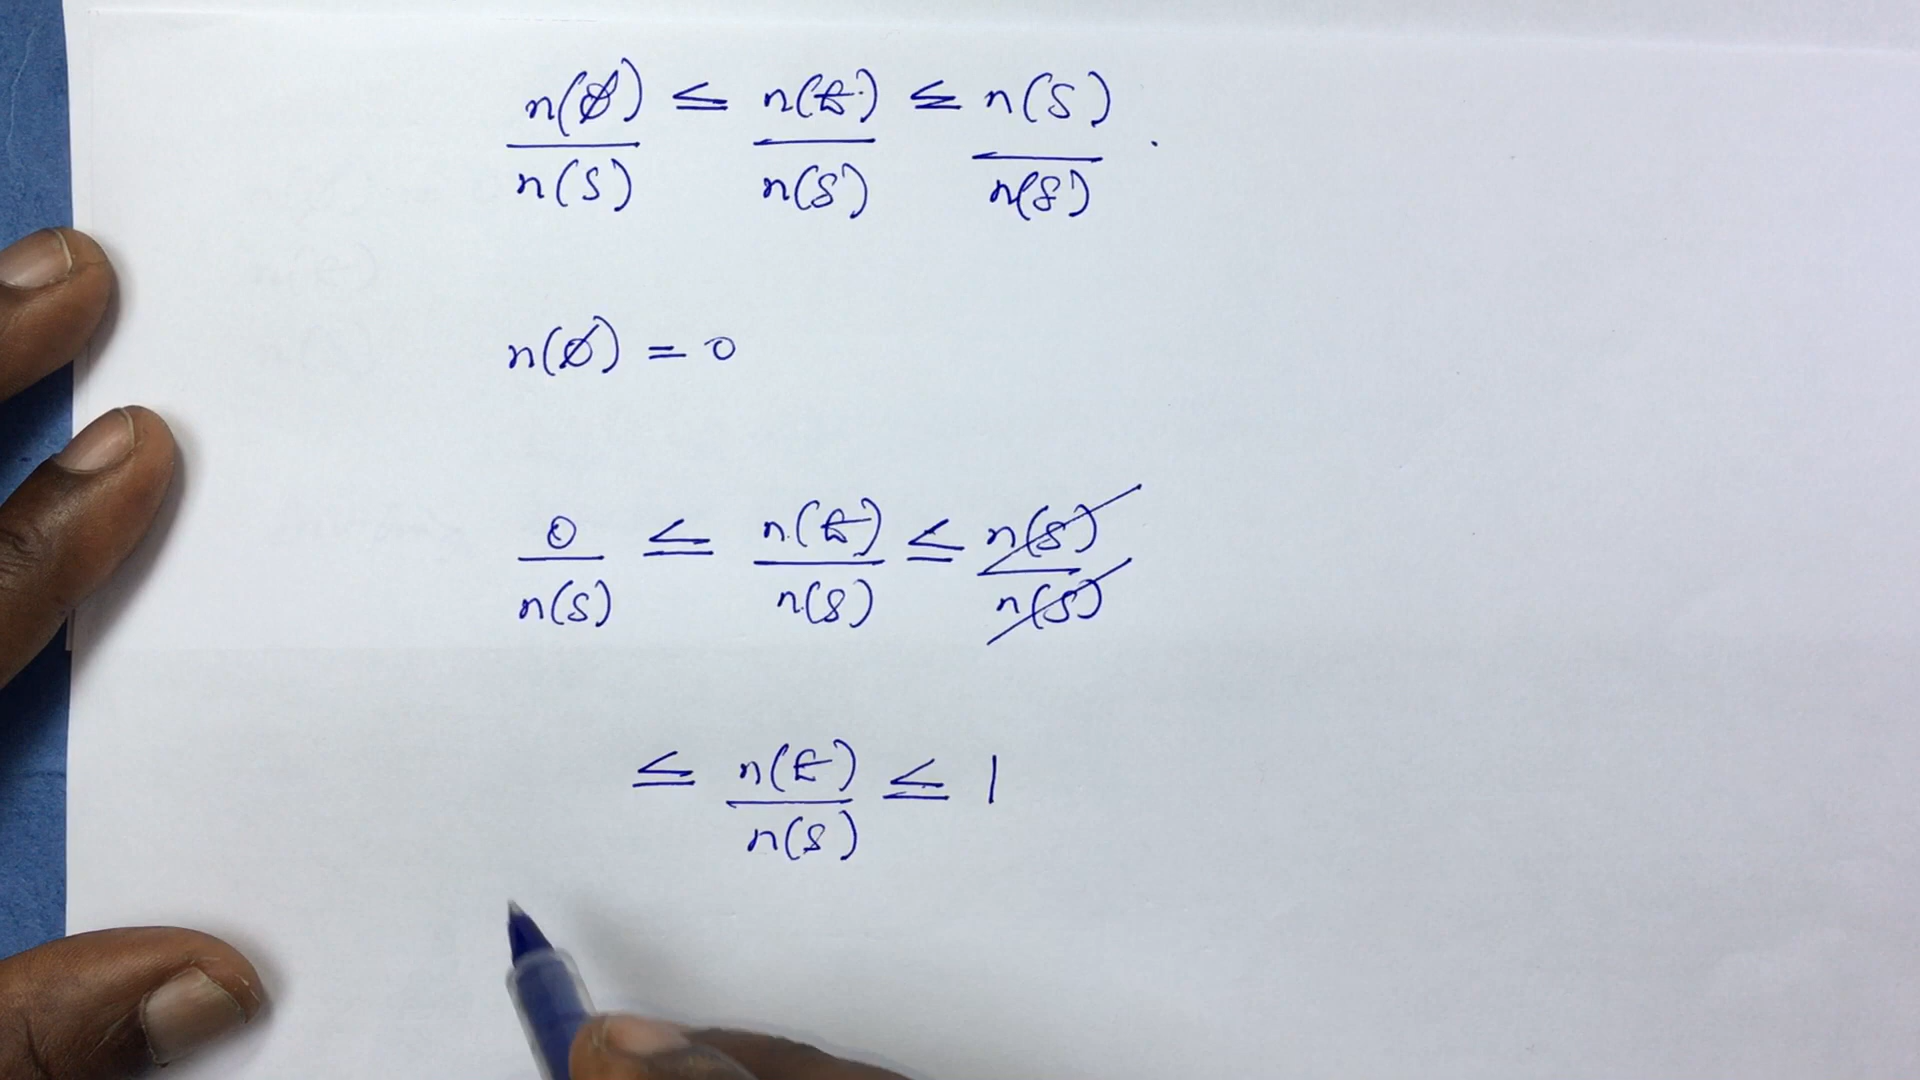 n(∅)/n(S) ≤ n(E)/n(S) ≤ n(S)/n(S) .
n(∅) = 0
0/n(S) ≤ n(E)/n(S) ≤ n(S)/n(S)
≤ n(E)/n(S) ≤ 1